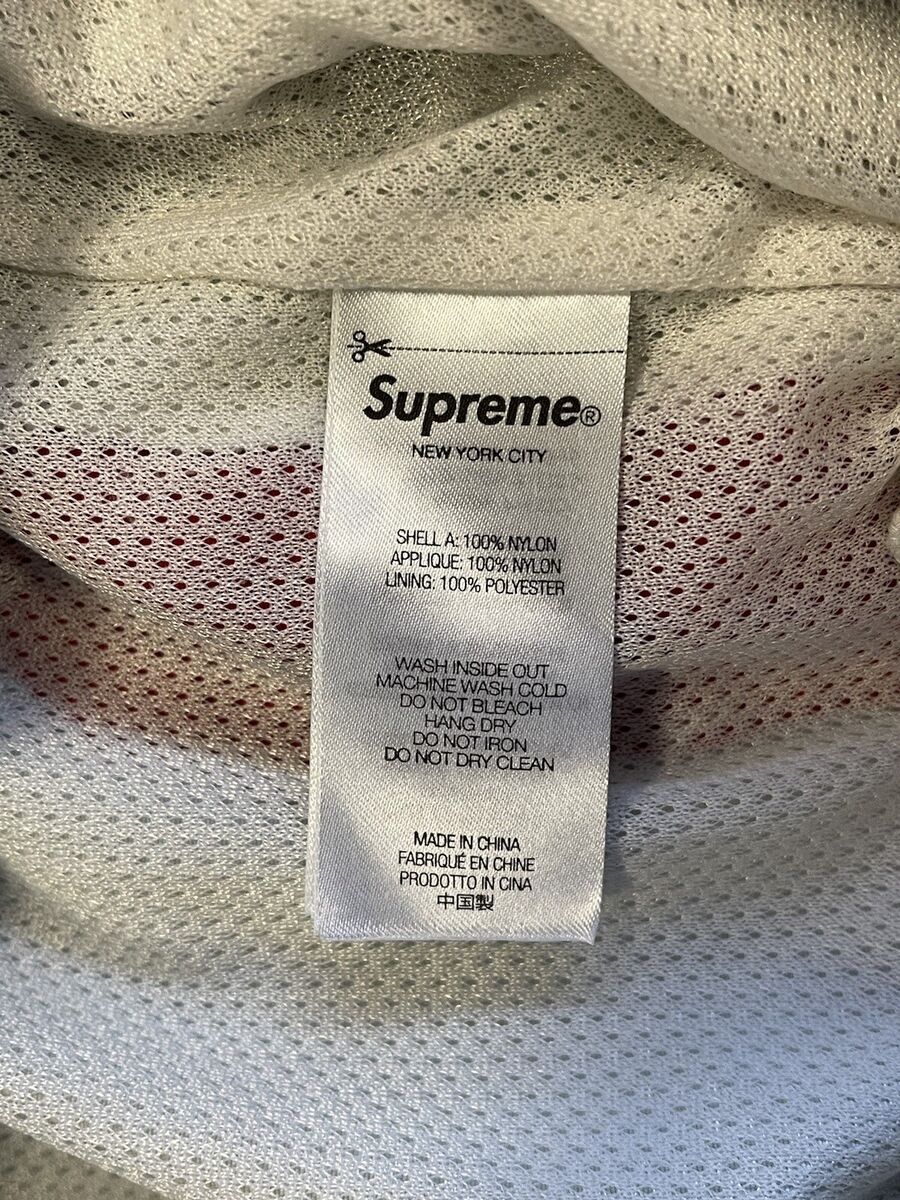 Supreme®
NEW YORK CITY
SHELL A: 100% NYLON
APPLIQUE: 100% NYLON
LINING: 100% POLYESTER
WASH INSIDE OUT
MACHINE WASH COLD
DO NOT BLEACH
HANG DRY
DO NOT IRON
DO NOT DRY CLEAN
MADE IN CHINA
FABRIQUÉ EN CHINE
PRODOTTO IN CINA
中国製